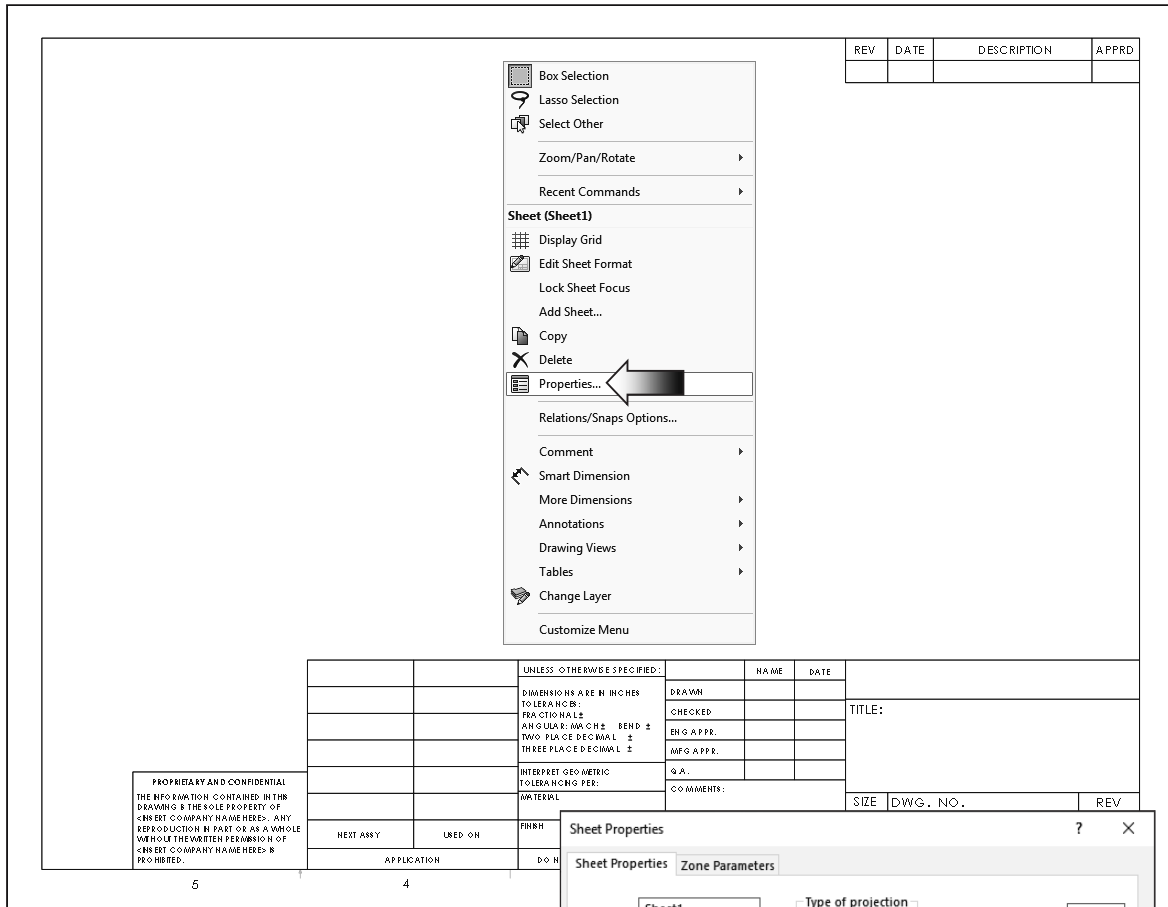 REV DATE DESCRIPTION APPRD
Box Selection
Lasso Selection
Select Other
Zoom/Pan/Rotate
Recent Commands
Sheet (Sheet1)
Display Grid
Edit Sheet Format
Lock Sheet Focus
Add Sheet...
Copy
Delete
Properties...
Relations/Snaps Options...
Comment
Smart Dimension
More Dimensions
Annotations
Drawing Views
Tables
Change Layer
Customize Menu
PROPRIETARY AND CONFIDENTIAL
THE INFORMATION CONTAINED IN THIS
DRAWING IS THE SOLE PROPERTY OF
<INSERT COMPANY NAME HERE>. ANY
REPRODUCTION IN PART OR AS A WHOLE
WITHOUT THE WRITTEN PERMISSION OF
<INSERT COMPANY NAME HERE> IS
PROHIBITED.
NEXT ASSY USED ON
APPLICATION
UNLESS OTHERWISE SPECIFIED:
DIMENSIONS ARE IN INCHES
TOLERANCES:
FRACTIONAL±
ANGULAR: MACH± BEND ±
TWO PLACE DECIMAL ±
THREE PLACE DECIMAL ±
INTERPRET GEOMETRIC
TOLERANCING PER:
MATERIAL
FINISH
DO N
NAME DATE
DRAWN
CHECKED
ENG APPR.
MFG APPR.
Q.A.
COMMENTS:
TITLE:
SIZE DWG. NO. REV
5 4
Sheet Properties ?
Sheet Properties Zone Parameters
Sheet1 Type of projection